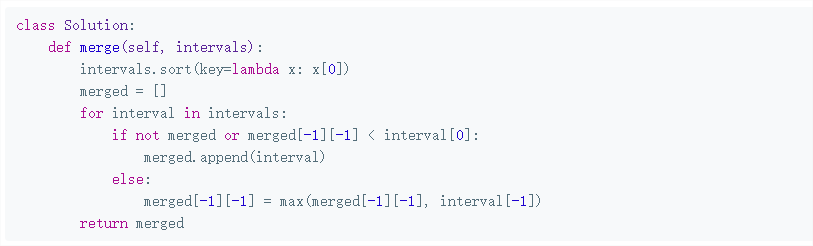 class Solution:
    def merge(self, intervals):
        intervals.sort(key=lambda x: x[0])
        merged = []
        for interval in intervals:
            if not merged or merged[-1][-1] < interval[0]:
                merged.append(interval)
            else:
                merged[-1][-1] = max(merged[-1][-1], interval[-1])
        return merged